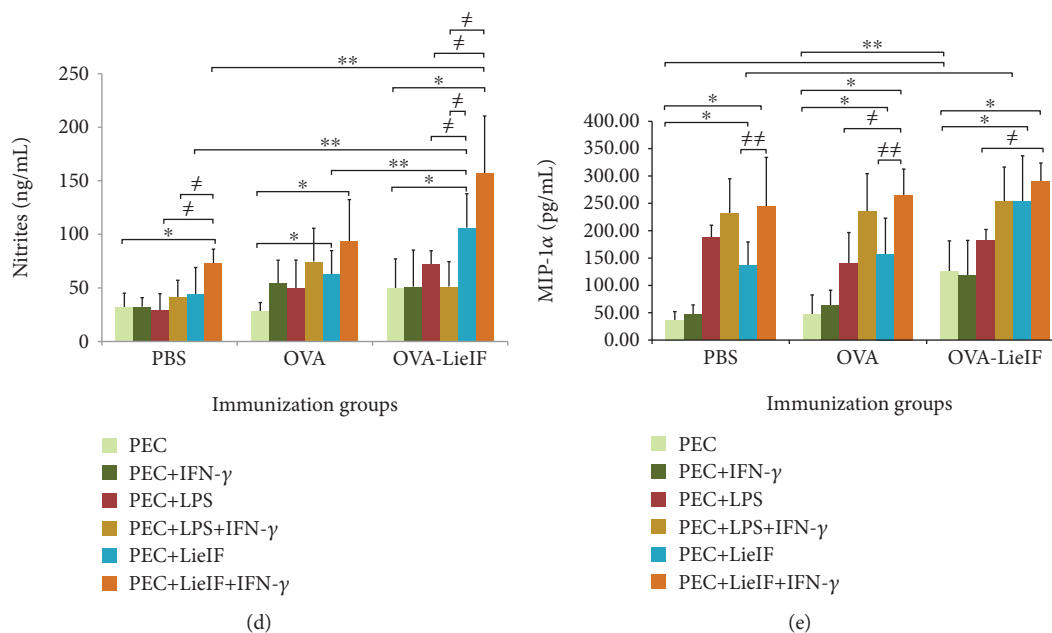 250
200
150
100
50
0
Nitrites (ng/mL)
≠
≠
**
*
≠
≠
**
**
*
≠
≠
*
*
*
PBS
OVA
OVA-LieIF
Immunization groups
PEC
PEC+IFN-γ
PEC+LPS
PEC+LPS+IFN-γ
PEC+LieIF
PEC+LieIF+IFN-γ
(d)
400.00
350.00
300.00
250.00
200.00
150.00
100.00
50.00
0.00
MIP-1α (pg/mL)
**
*
*
≠≠
*
*
≠
≠≠
*
*
≠
PBS
OVA
OVA-LieIF
Immunization groups
PEC
PEC+IFN-γ
PEC+LPS
PEC+LPS+IFN-γ
PEC+LieIF
PEC+LieIF+IFN-γ
(e)